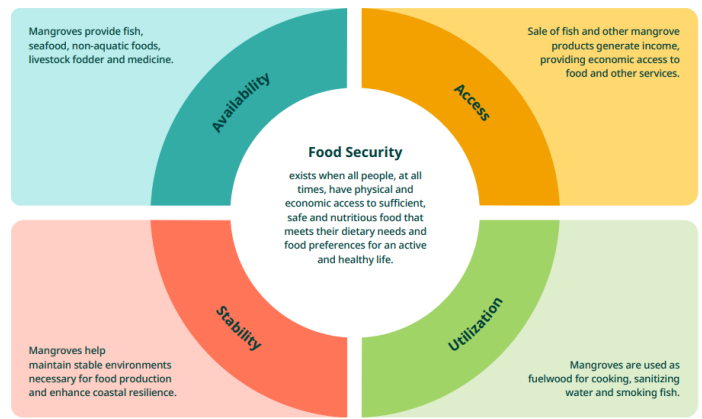 Mangroves provide fish,
seafood, non-aquatic foods,
livestock fodder and medicine.
Availability
Sale of fish and other mangrove
products generate income,
providing economic access to
food and other services.
Access
Food Security
exists when all people, at all
times, have physical and
economic access to sufficient,
safe and nutritious food that
meets their dietary needs and
food preferences for an active
and healthy life.
Stability
Mangroves help
maintain stable environments
necessary for food production
and enhance coastal resilience.
Utilization
Mangroves are used as
fuelwood for cooking, sanitizing
water and smoking fish.